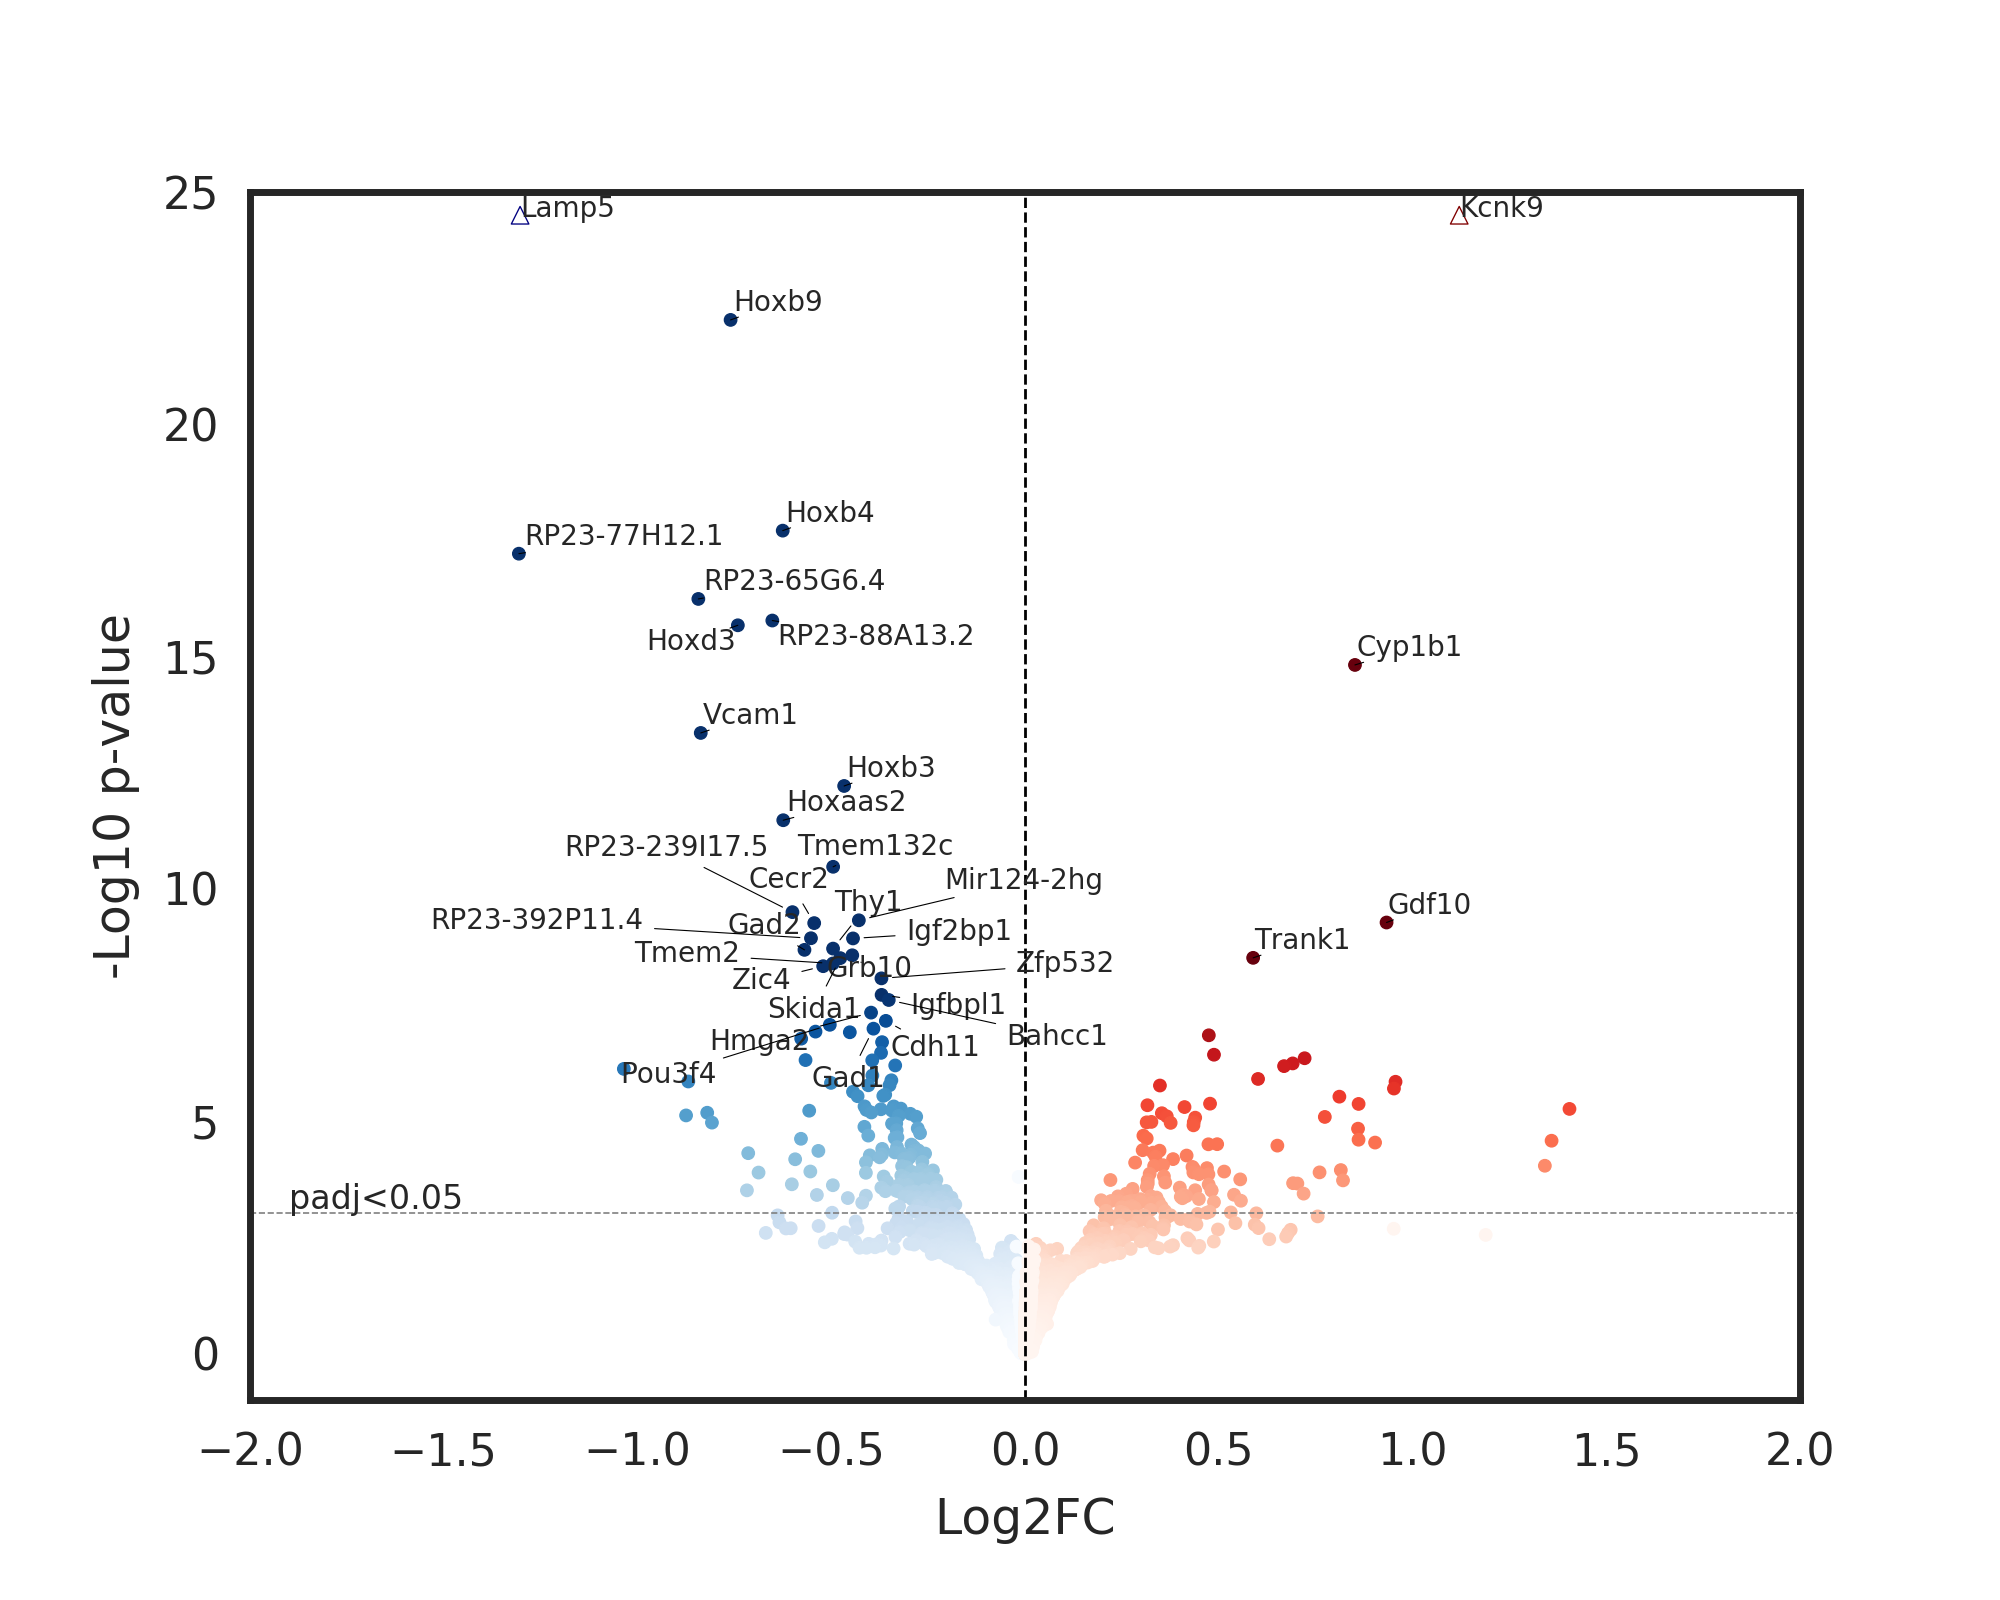 25
Lamp5
Kcnk9
Hoxb9
20
Hoxb4
RP23-77H12.1
RP23-65G6.4
Hoxd3
RP23-88A13.2
15
Cyp1b1
Vcam1
Hoxb3
Hoxaas2
RP23-239I17.5
Tmem132c
Cecr2
Mir124-2hg
10
Thy1
Gdf10
RP23-392P11.4
Gad2
Igf2bp1
Trank1
Tmem2
Grb10
Zfp532
Zic4
Skida1
Igfbpl1
Hmga2
Bahcc1
Cdh11
Pou3f4
Gad1
5
padj<0.05
0
−2.0
−1.5
−1.0
−0.5
0.0
0.5
1.0
1.5
2.0
Log2FC
-Log10 p-value